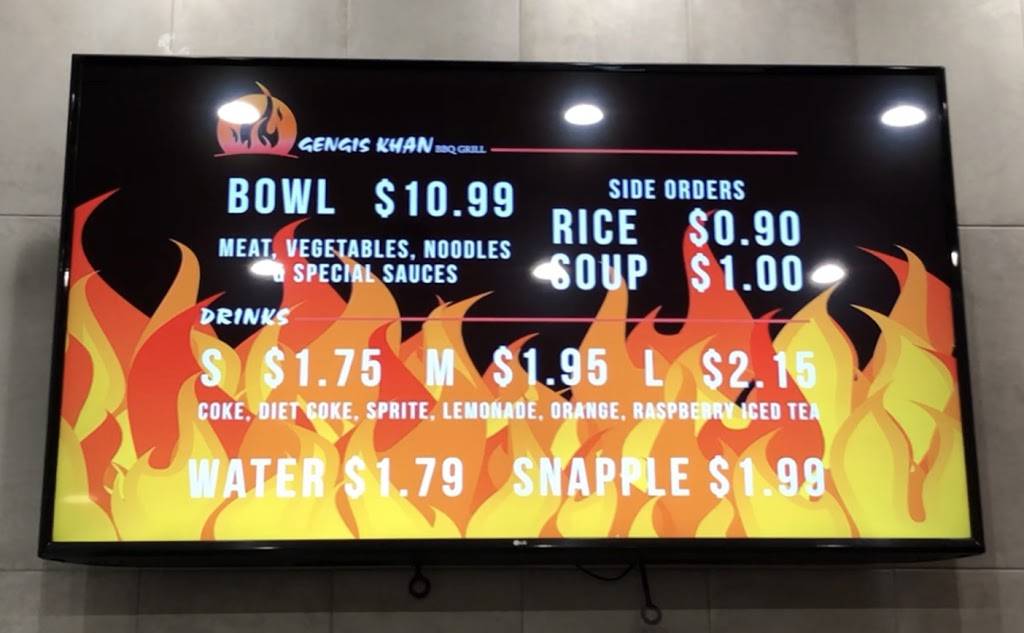 GENGIS KHAN BBQ GRILL
BOWL $10.99
MEAT, VEGETABLES, NOODLES
& SPECIAL SAUCES
SIDE ORDERS
RICE $0.90
SOUP $1.00
DRINKS
S $1.75 M $1.95 L $2.15
COKE, DIET COKE, SPRITE, LEMONADE, ORANGE, RASPBERRY ICED TEA
WATER $1.79 SNAPPLE $1.99
LG